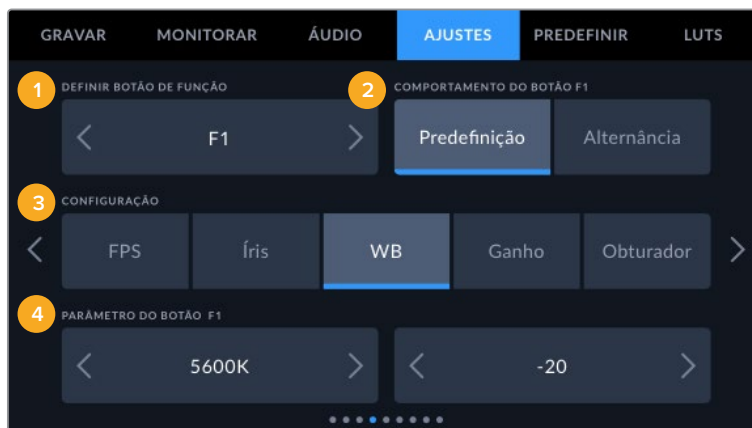 GRAVAR MONITORAR ÁUDIO AJUSTES PREDEFINIR LUTS
1 DEFINIR BOTÃO DE FUNÇÃO 2 COMPORTAMENTO DO BOTÃO F1
F1 Predefinição Alternância
3 CONFIGURAÇÃO
FPS Íris WB Ganho Obturador
4 PARÂMETRO DO BOTÃO F1
5600K -20